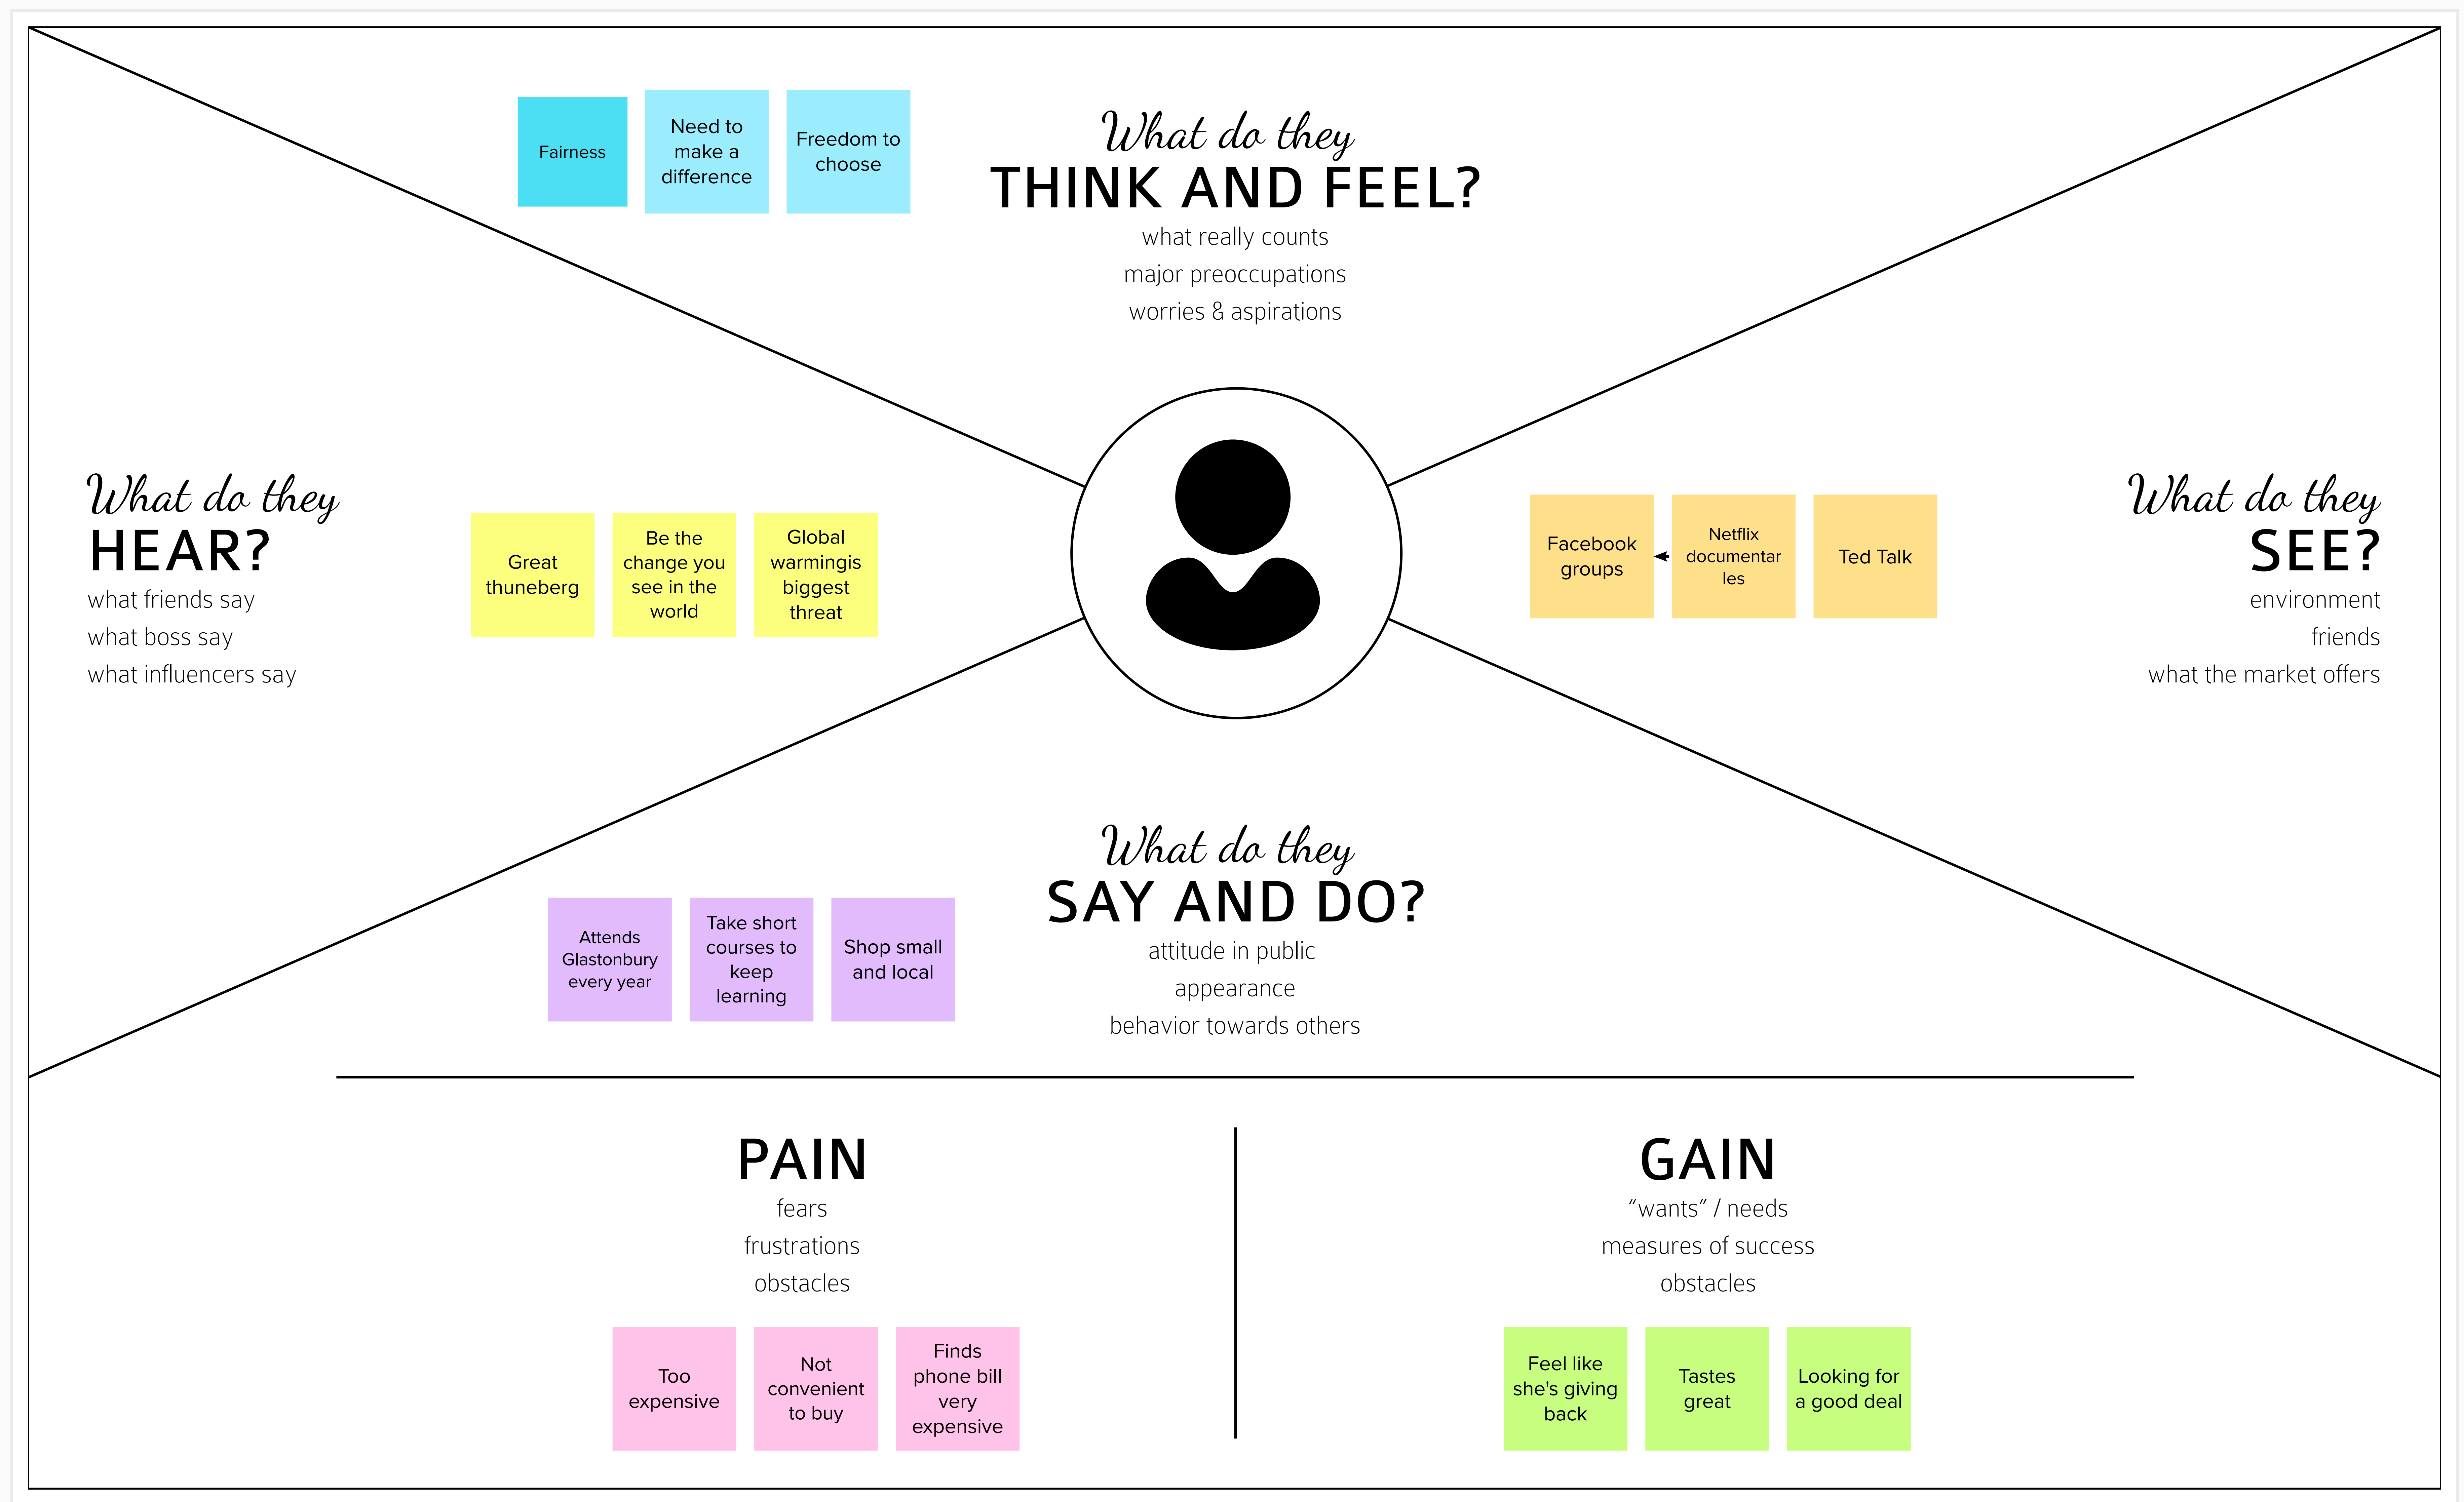 Fairness
Need to
make a
difference
Freedom to
choose
What do they
THINK AND FEEL?
what really counts
major preoccupations
worries & aspirations
What do they
HEAR?
what friends say
what boss say
what influencers say
Great
thuneberg
Be the
change you
see in the
world
Global
warmingis
biggest
threat
Facebook
groups
Netflix
documentar
Ies
Ted Talk
What do they
SEE?
environment
friends
what the market offers
What do they
SAY AND DO?
attitude in public
appearance
behavior towards others
Attends
Glastonbury
every year
Take short
courses to
keep
learning
Shop small
and local
PAIN
fears
frustrations
obstacles
Too
expensive
Not
convenient
to buy
Finds
phone bill
very
expensive
GAIN
“wants” / needs
measures of success
obstacles
Feel like
she's giving
back
Tastes
great
Looking for
a good deal